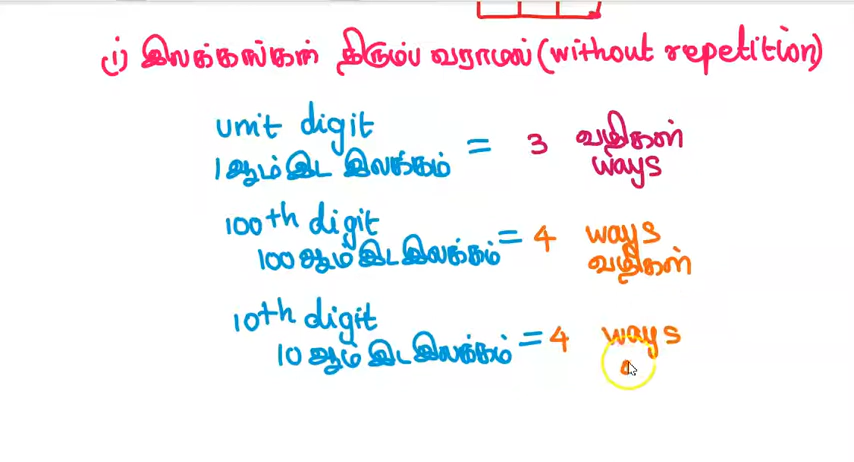 (i) இலக்கங்கள் திரும்ப வராமல் (without repetition)
unit digit
1 ஆம் இட இலக்கம் = 3 வழிகள்
ways
100th digit
100 ஆம் இட இலக்கம் = 4 ways
வழிகள்
10th digit
10 ஆம் இட இலக்கம் = 4 ways